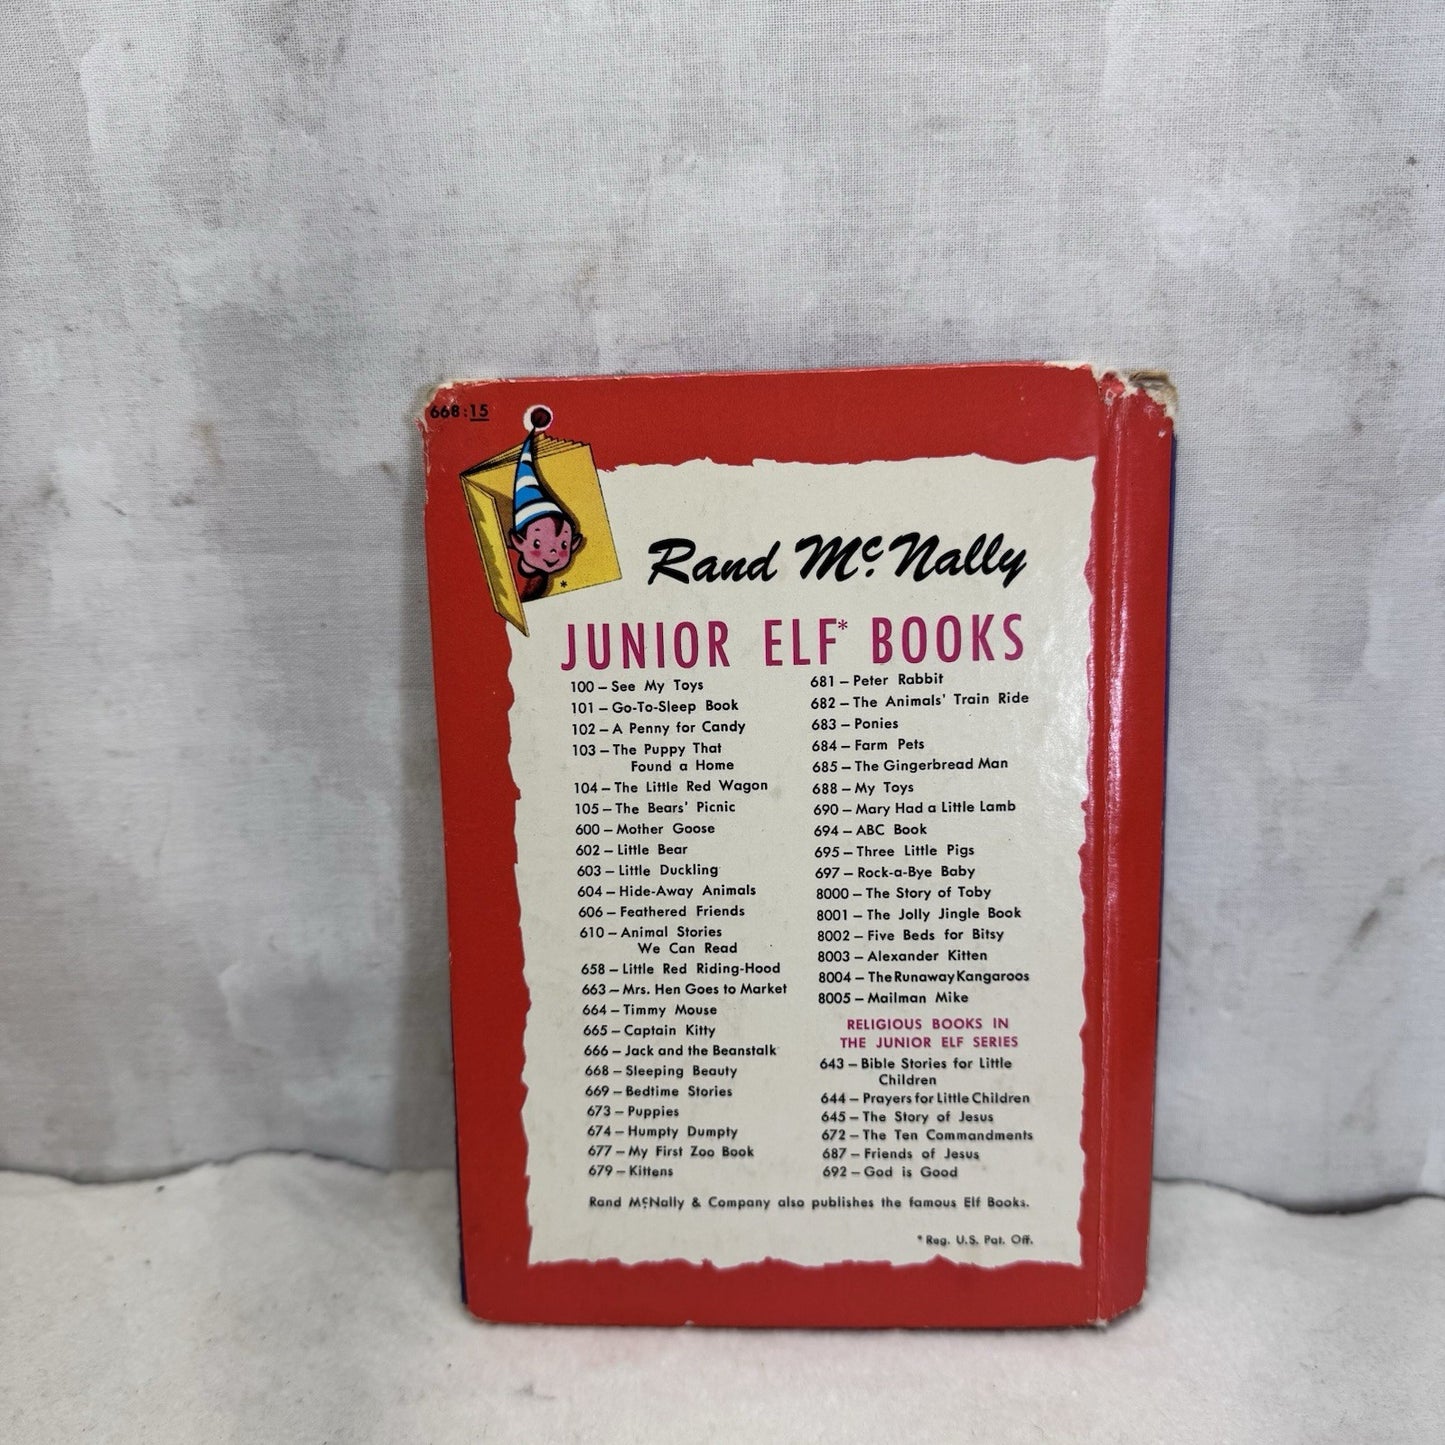 668:15
Rand McNally
JUNIOR ELF* BOOKS
100 – See My Toys
101 – Go-To-Sleep Book
102 – A Penny for Candy
103 – The Puppy That
Found a Home
104 – The Little Red Wagon
105 – The Bears' Picnic
600 – Mother Goose
602 – Little Bear
603 – Little Duckling
604 – Hide-Away Animals
606 – Feathered Friends
610 – Animal Stories
We Can Read
658 – Little Red Riding-Hood
663 – Mrs. Hen Goes to Market
664 – Timmy Mouse
665 – Captain Kitty
666 – Jack and the Beanstalk
668 – Sleeping Beauty
669 – Bedtime Stories
673 – Puppies
674 – Humpty Dumpty
677 – My First Zoo Book
679 – Kittens
681 – Peter Rabbit
682 – The Animals' Train Ride
683 – Ponies
684 – Farm Pets
685 – The Gingerbread Man
688 – My Toys
690 – Mary Had a Little Lamb
694 – ABC Book
695 – Three Little Pigs
697 – Rock-a-Bye Baby
8000 – The Story of Toby
8001 – The Jolly Jingle Book
8002 – Five Beds for Bitsy
8003 – Alexander Kitten
8004 – The Runaway Kangaroos
8005 – Mailman Mike
RELIGIOUS BOOKS IN
THE JUNIOR ELF SERIES
643 – Bible Stories for Little
Children
644 – Prayers for Little Children
645 – The Story of Jesus
672 – The Ten Commandments
687 – Friends of Jesus
692 – God is Good
Rand McNally & Company also publishes the famous Elf Books.
* Reg. U.S. Pat. Off.